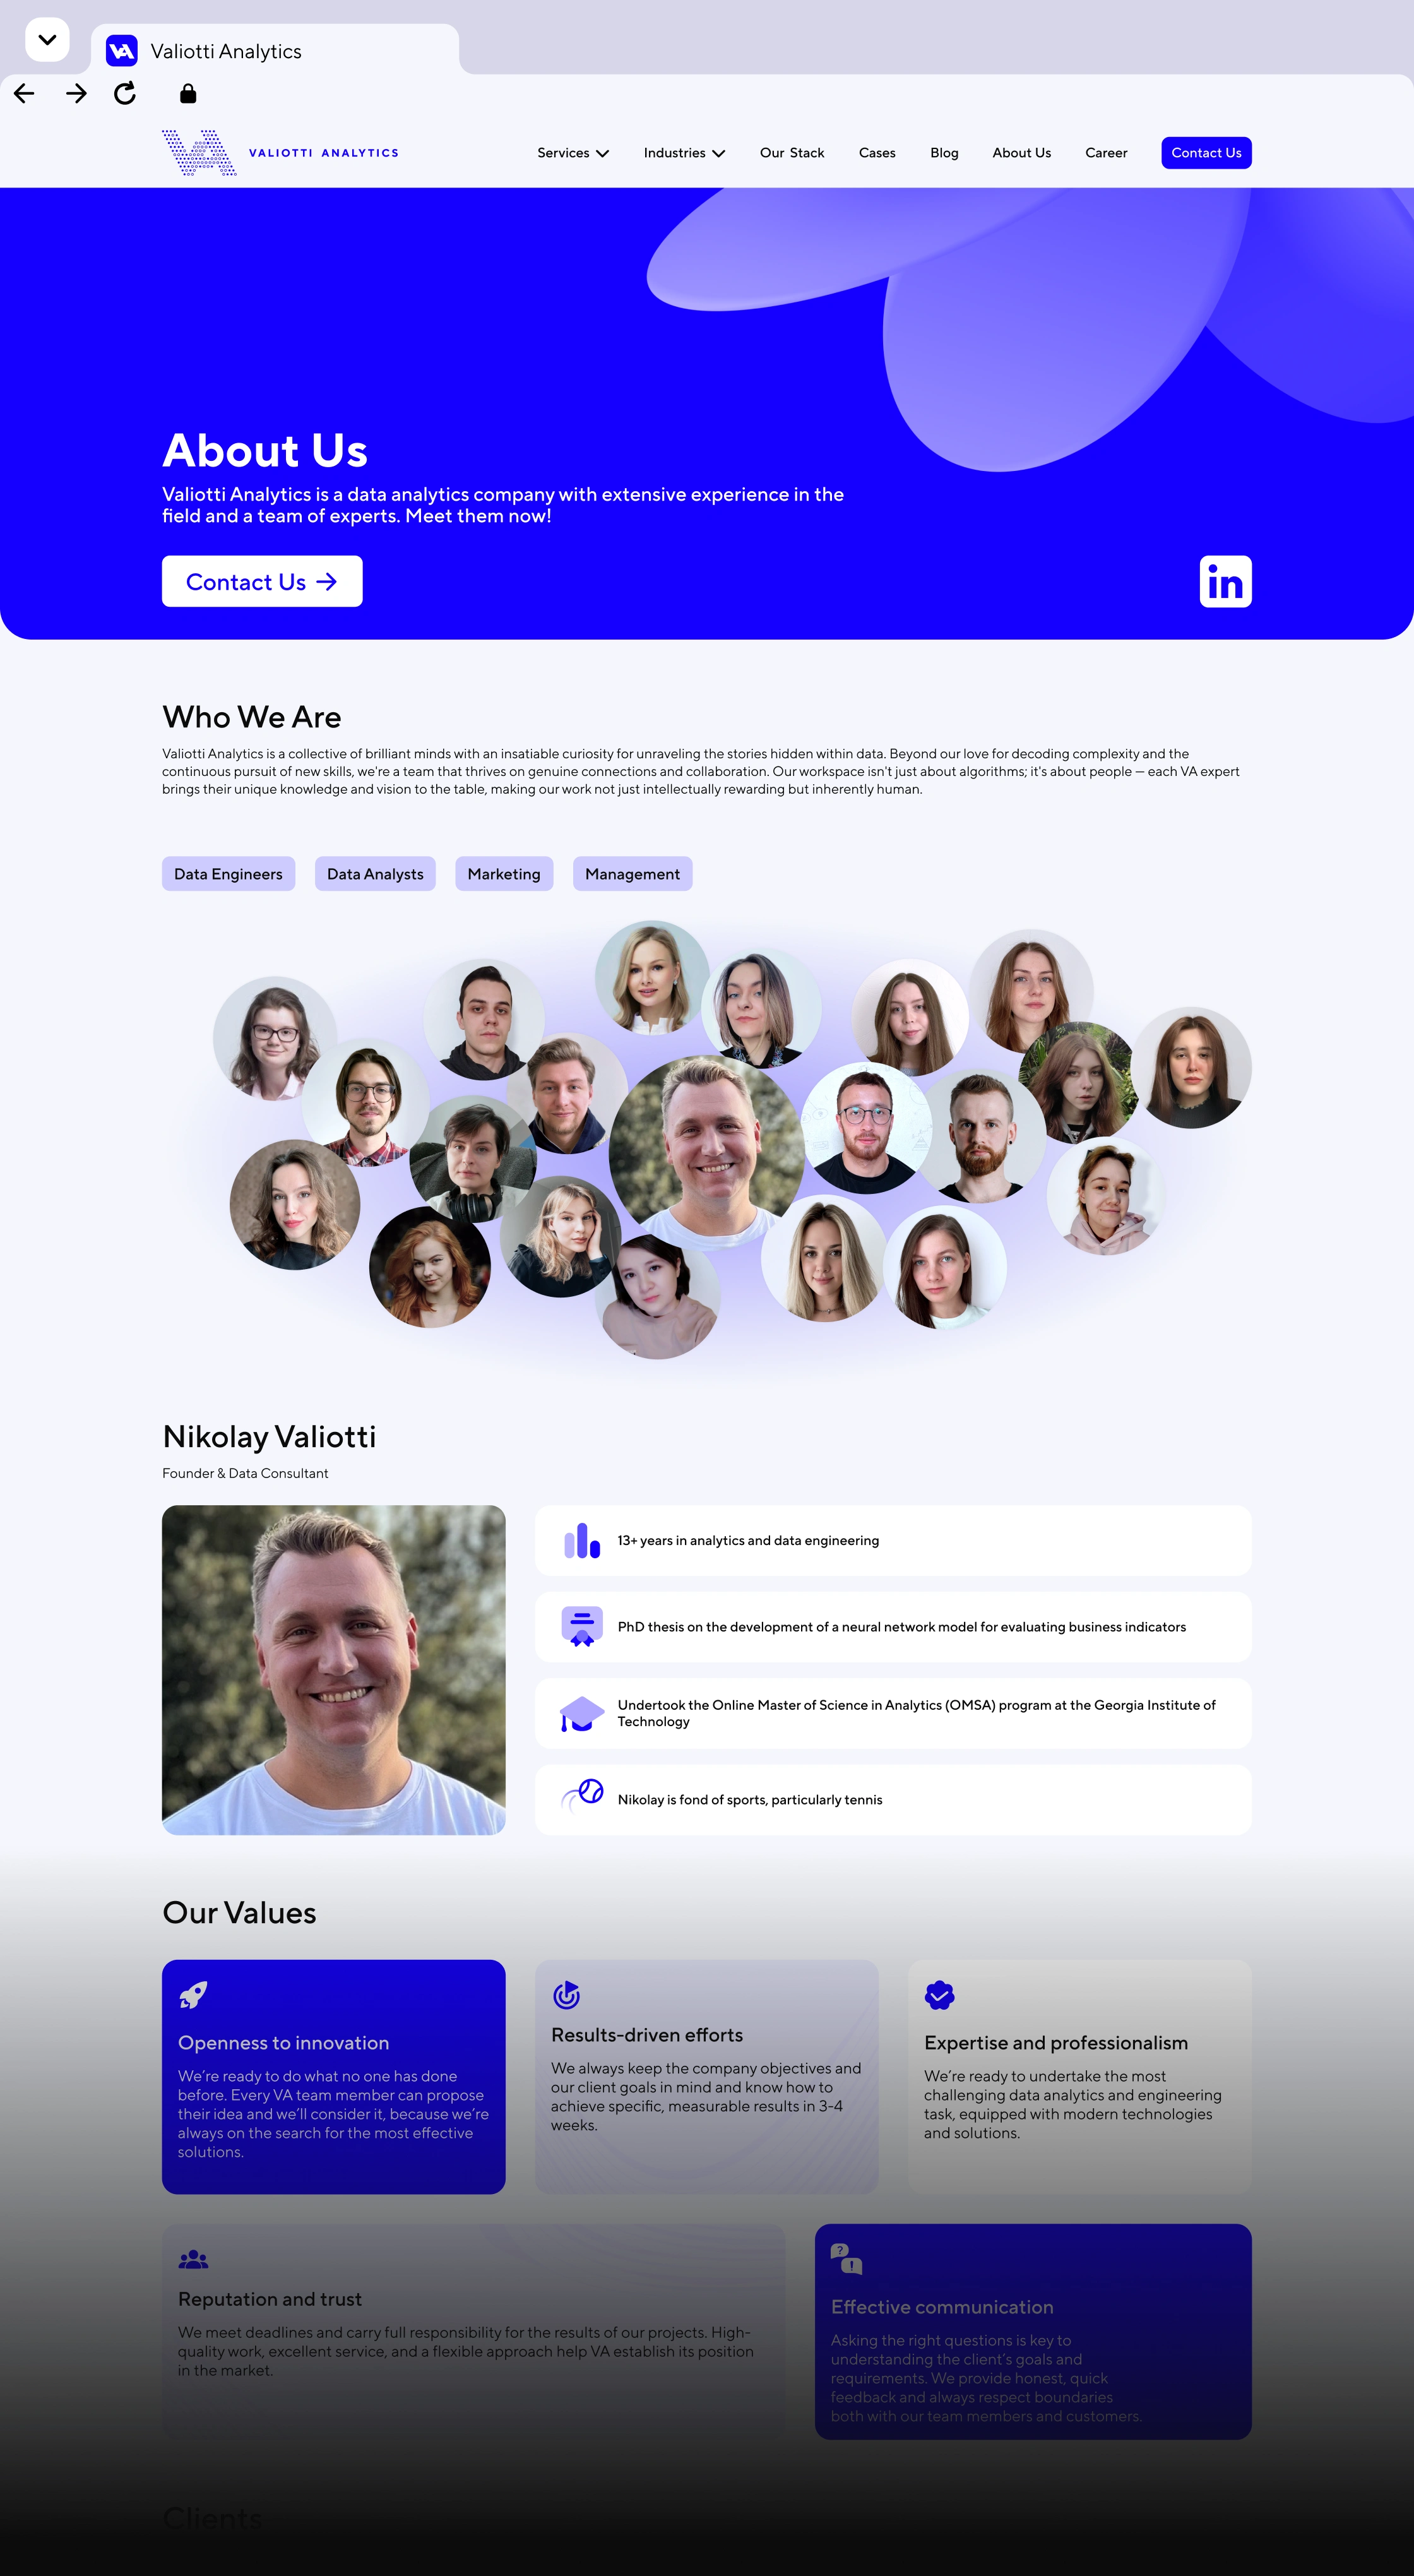 VA Valiotti Analytics
VALIOTTI ANALYTICS
Services
Industries
Our Stack
Cases
Blog
About Us
Career
Contact Us
About Us
Valiotti Analytics is a data analytics company with extensive experience in the
field and a team of experts. Meet them now!
Contact Us →
in
Who We Are
Valiotti Analytics is a collective of brilliant minds with an insatiable curiosity for unraveling the stories hidden within data. Beyond our love for decoding complexity and the
continuous pursuit of new skills, we're a team that thrives on genuine connections and collaboration. Our workspace isn't just about algorithms; it's about people — each VA expert
brings their unique knowledge and vision to the table, making our work not just intellectually rewarding but inherently human.
Data Engineers
Data Analysts
Marketing
Management
Nikolay Valiotti
Founder & Data Consultant
13+ years in analytics and data engineering
PhD thesis on the development of a neural network model for evaluating business indicators
Undertook the Online Master of Science in Analytics (OMSA) program at the Georgia Institute of
Technology
Nikolay is fond of sports, particularly tennis
Our Values
Openness to innovation
We’re ready to do what no one has done
before. Every VA team member can propose
their idea and we’ll consider it, because we’re
always on the search for the most effective
solutions.
Results-driven efforts
We always keep the company objectives and
our client goals in mind and know how to
achieve specific, measurable results in 3-4
weeks.
Expertise and professionalism
We’re ready to undertake the most
challenging data analytics and engineering
task, equipped with modern technologies
and solutions.
Reputation and trust
We meet deadlines and carry full responsibility for the results of our projects. High-
quality work, excellent service, and a flexible approach help VA establish its position
in the market.
? !
Effective communication
Asking the right questions is key to
understanding the client’s goals and
requirements. We provide honest, quick
feedback and always respect boundaries
both with our team members and customers.
Clients